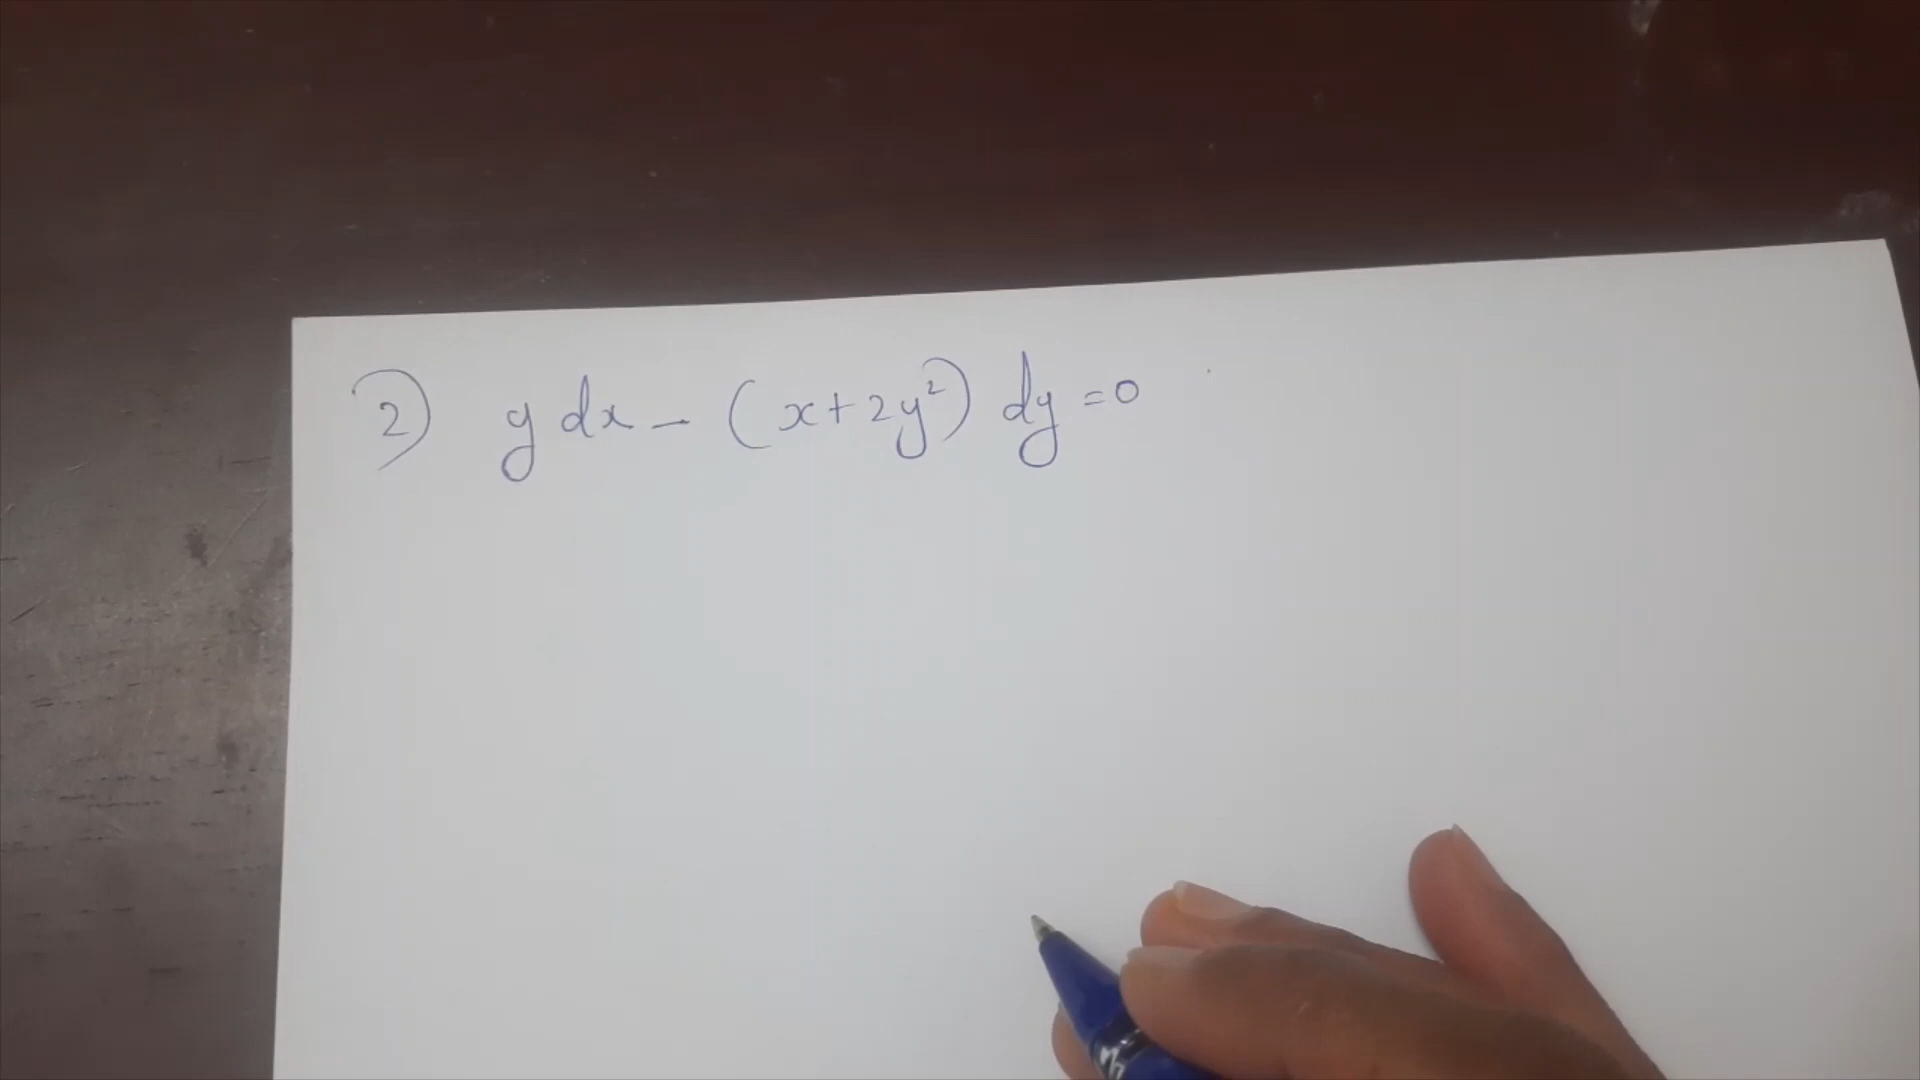 2) y dx - (x+2y²) dy = 0